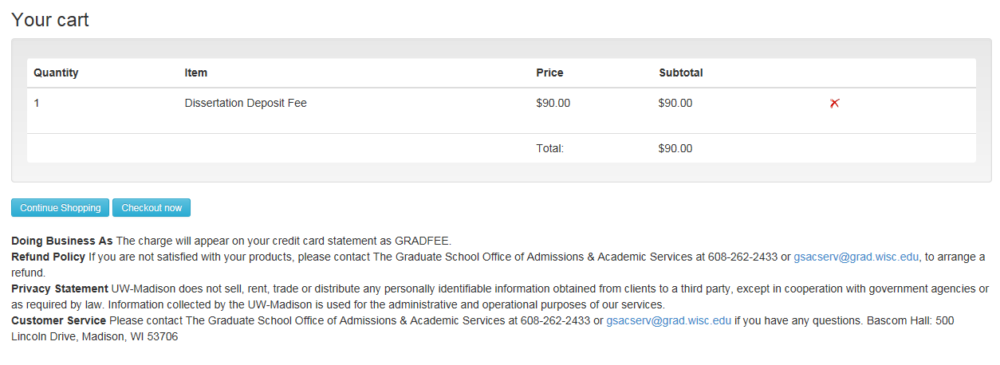 Your cart
Quantity Item Price Subtotal
1 Dissertation Deposit Fee $90.00 $90.00
Total: $90.00
Continue Shopping Checkout now
Doing Business As The charge will appear on your credit card statement as GRADFEE.
Refund Policy If you are not satisfied with your products, please contact The Graduate School Office of Admissions & Academic Services at 608-262-2433 or gsacserv@grad.wisc.edu, to arrange a
refund.
Privacy Statement UW-Madison does not sell, rent, trade or distribute any personally identifiable information obtained from clients to a third party, except in cooperation with government agencies or
as required by law. Information collected by the UW-Madison is used for the administrative and operational purposes of our services.
Customer Service Please contact The Graduate School Office of Admissions & Academic Services at 608-262-2433 or gsacserv@grad.wisc.edu if you have any questions. Bascom Hall: 500
Lincoln Drive, Madison, WI 53706